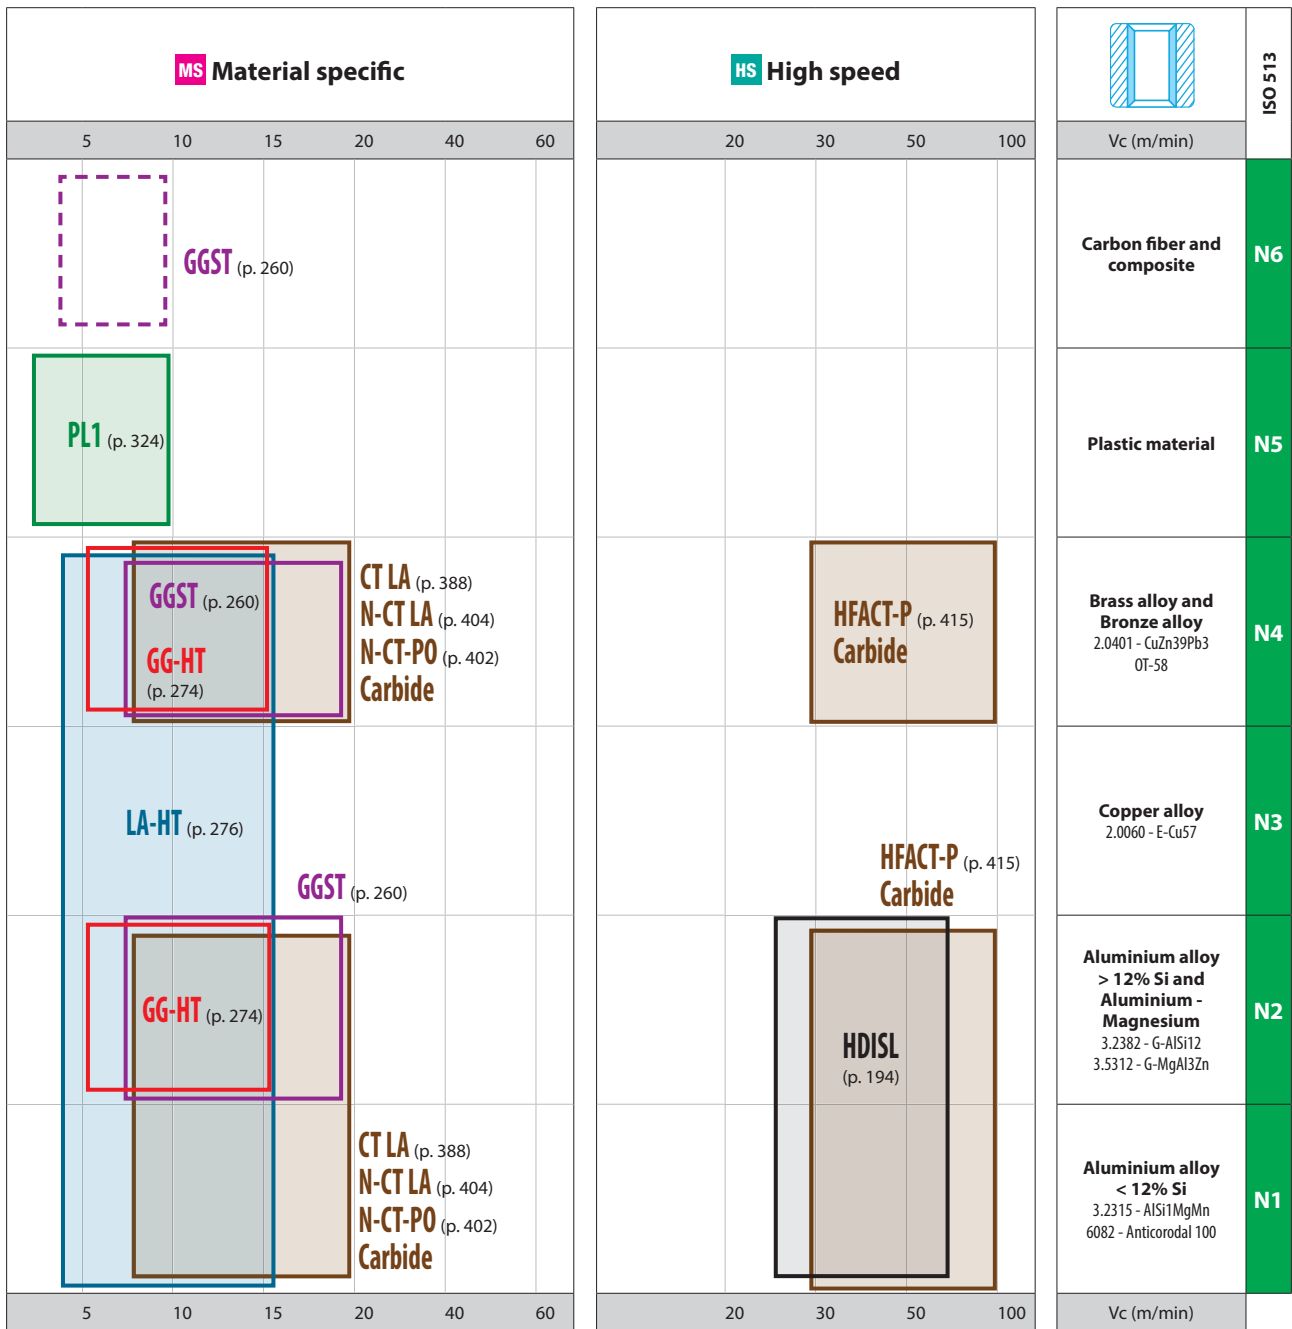 MS Material specific
HS High speed
ISO 513
5 10 15 20 40 60
20 30 50 100
Vc (m/min)
GGST (p. 260)
Carbon fiber and
composite
N6
PL1 (p. 324)
Plastic material
N5
GGST (p. 260)
GG-HT
(p. 274)
CT LA (p. 388)
N-CT LA (p. 404)
N-CT-PO (p. 402)
Carbide
HFACT-P (p. 415)
Carbide
Brass alloy and
Bronze alloy
2.0401 - CuZn39Pb3
OT-58
N4
LA-HT (p. 276)
GGST (p. 260)
HFACT-P (p. 415)
Carbide
Copper alloy
2.0060 - E-Cu57
N3
GG-HT (p. 274)
HDISL
(p. 194)
Aluminium alloy
> 12% Si and
Aluminium -
Magnesium
3.2382 - G-AlSi12
3.5312 - G-MgAl3Zn
N2
CT LA (p. 388)
N-CT LA (p. 404)
N-CT-PO (p. 402)
Carbide
Aluminium alloy
< 12% Si
3.2315 - AlSi1MgMn
6082 - Anticorodal 100
N1
5 10 15 20 40 60
20 30 50 100
Vc (m/min)